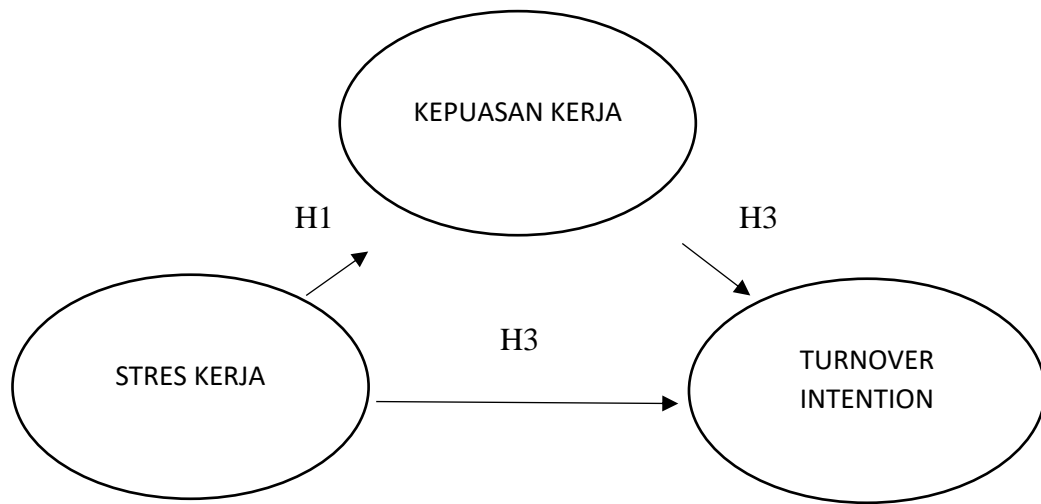 KEPUASAN KERJA
H1
H3
H3
STRES KERJA
TURNOVER
INTENTION